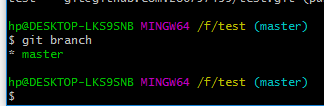 hp@DESKTOP-LKS9SNB MINGW64 /f/test (master)
$ git branch
* master
hp@DESKTOP-LKS9SNB MINGW64 /f/test (master)
$